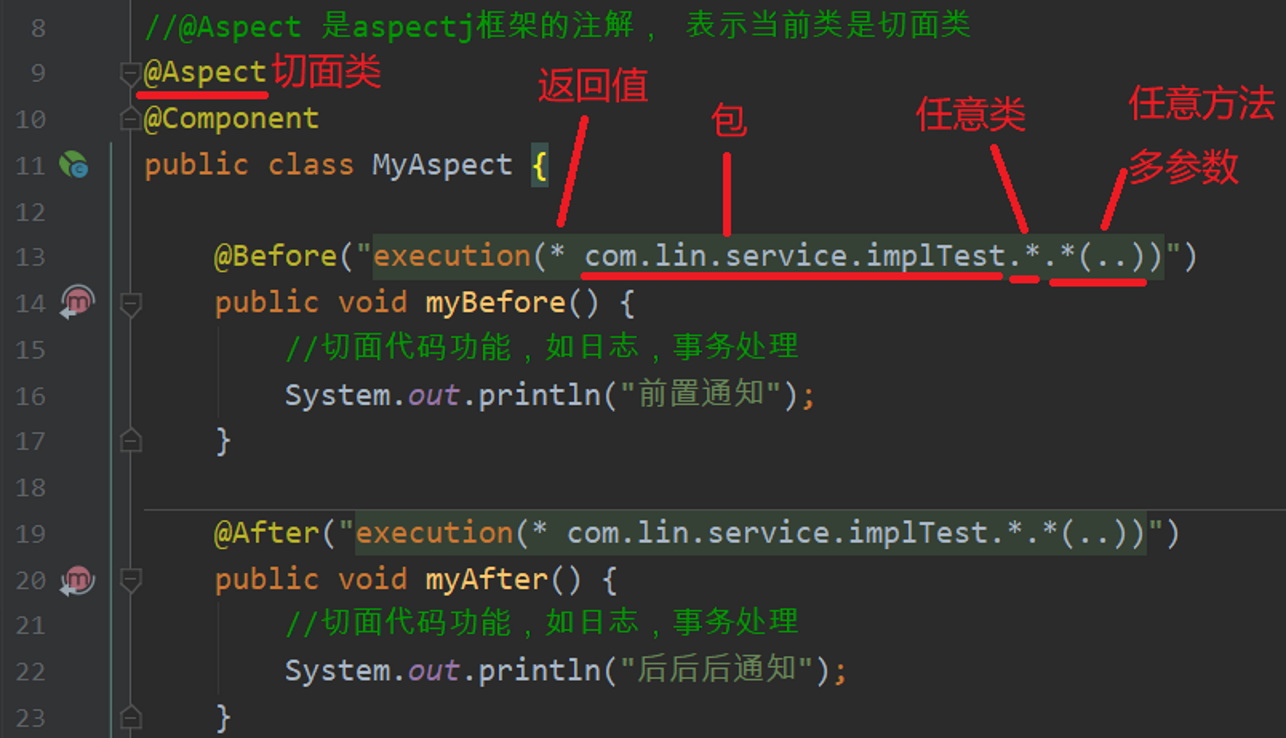 8 //@Aspect 是aspectj框架的注解， 表示当前类是切面类
9 @Aspect 切面类
返回值
包
任意类
任意方法
多参数
10 @Component
11 public class MyAspect {
12
13 @Before("execution(* com.lin.service.implTest.*.*(..))")
14 public void myBefore() {
15 //切面代码功能，如日志，事务处理
16 System.out.println("前置通知");
17 }
18
19 @After("execution(* com.lin.service.implTest.*.*(..))")
20 public void myAfter() {
21 //切面代码功能，如日志，事务处理
22 System.out.println("后后后通知");
23 }